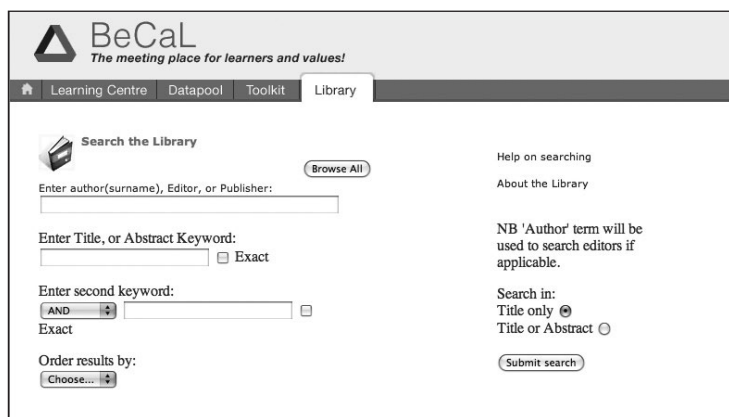 BeCaL
The meeting place for learners and values!
Learning Centre Datapool Toolkit Library
Search the Library
Browse All
Enter author(surname), Editor, or Publisher:
Enter Title, or Abstract Keyword:
Exact
Enter second keyword:
AND
Exact
Order results by:
Choose...
Help on searching
About the Library
NB 'Author' term will be
used to search editors if
applicable.
Search in:
Title only
Title or Abstract
Submit search